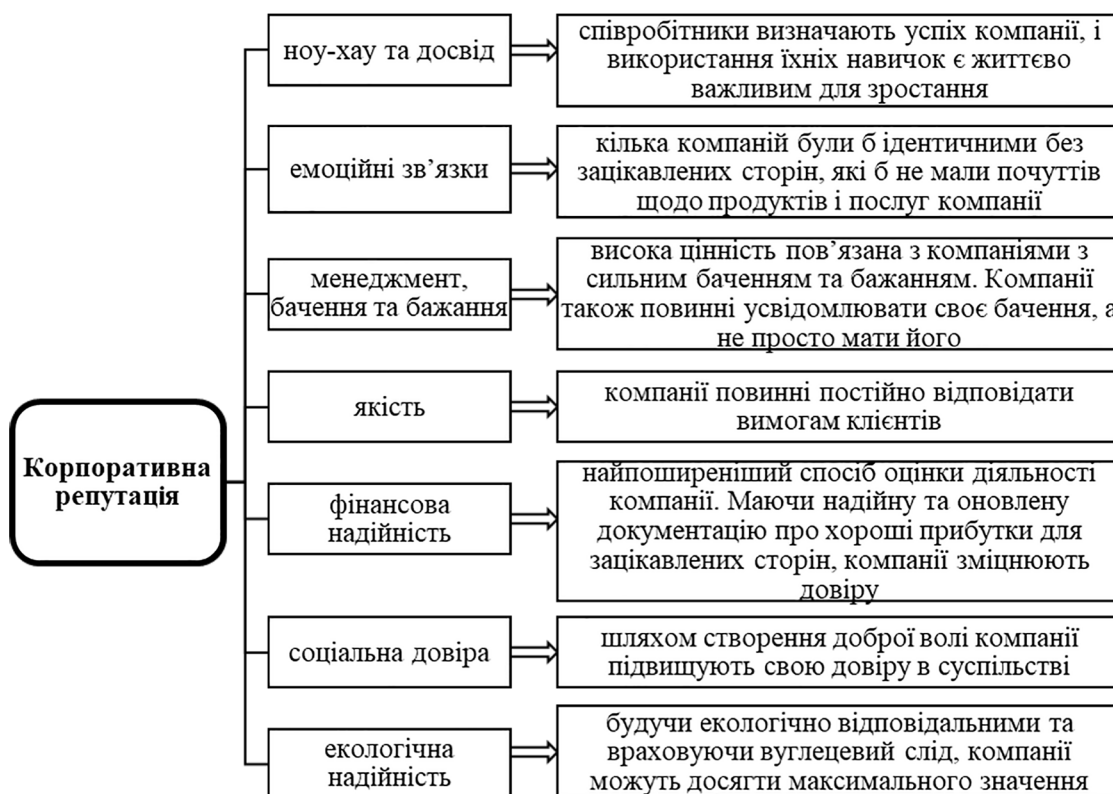 Корпоративна
репутація
ноу-хау та досвід
співробітники визначають успіх компанії, і
використання їхніх навичок є життєво
важливим для зростання
емоційні зв’язки
кілька компаній були б ідентичними без
зацікавлених сторін, які б не мали почуттів
щодо продуктів і послуг компанії
менеджмент,
бачення та бажання
висока цінність пов’язана з компаніями з
сильним баченням та бажанням. Компанії
також повинні усвідомлювати своє бачення, а
не просто мати його
якість
компанії повинні постійно відповідати
вимогам клієнтів
фінансова
надійність
найпоширеніший спосіб оцінки діяльності
компанії. Маючи надійну та оновлену
документацію про хороші прибутки для
зацікавлених сторін, компанії зміцнюють
довіру
соціальна довіра
шляхом створення доброї волі компанії
підвищують свою довіру в суспільстві
екологічна
надійність
будучи екологічно відповідальними та
враховуючи вуглецевий слід, компанії
можуть досягти максимального значення